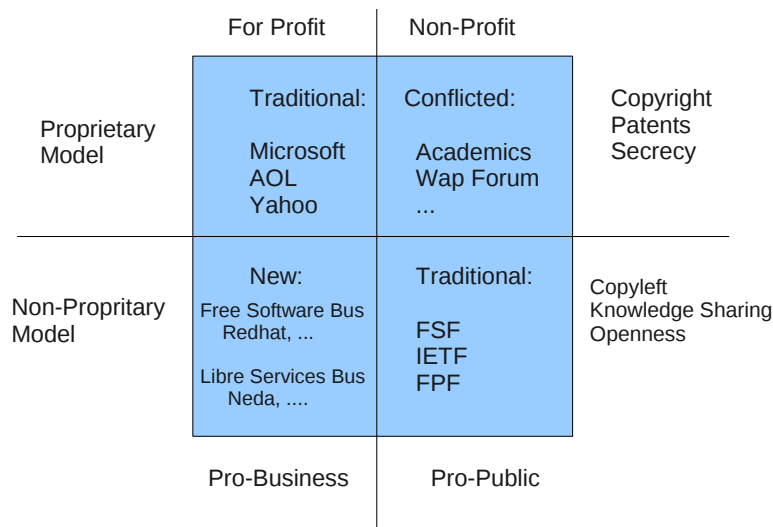 For Profit
Non-Profit
Proprietary
Model
Traditional:
Microsoft
AOL
Yahoo
Conflicted:
Academics
Wap Forum
...
Copyright
Patents
Secrecy
Non-Propritary
Model
New:
Free Software Bus
Redhat, ...
Libre Services Bus
Neda, ....
Traditional:
FSF
IETF
FPF
Copyleft
Knowledge Sharing
Openness
Pro-Business
Pro-Public